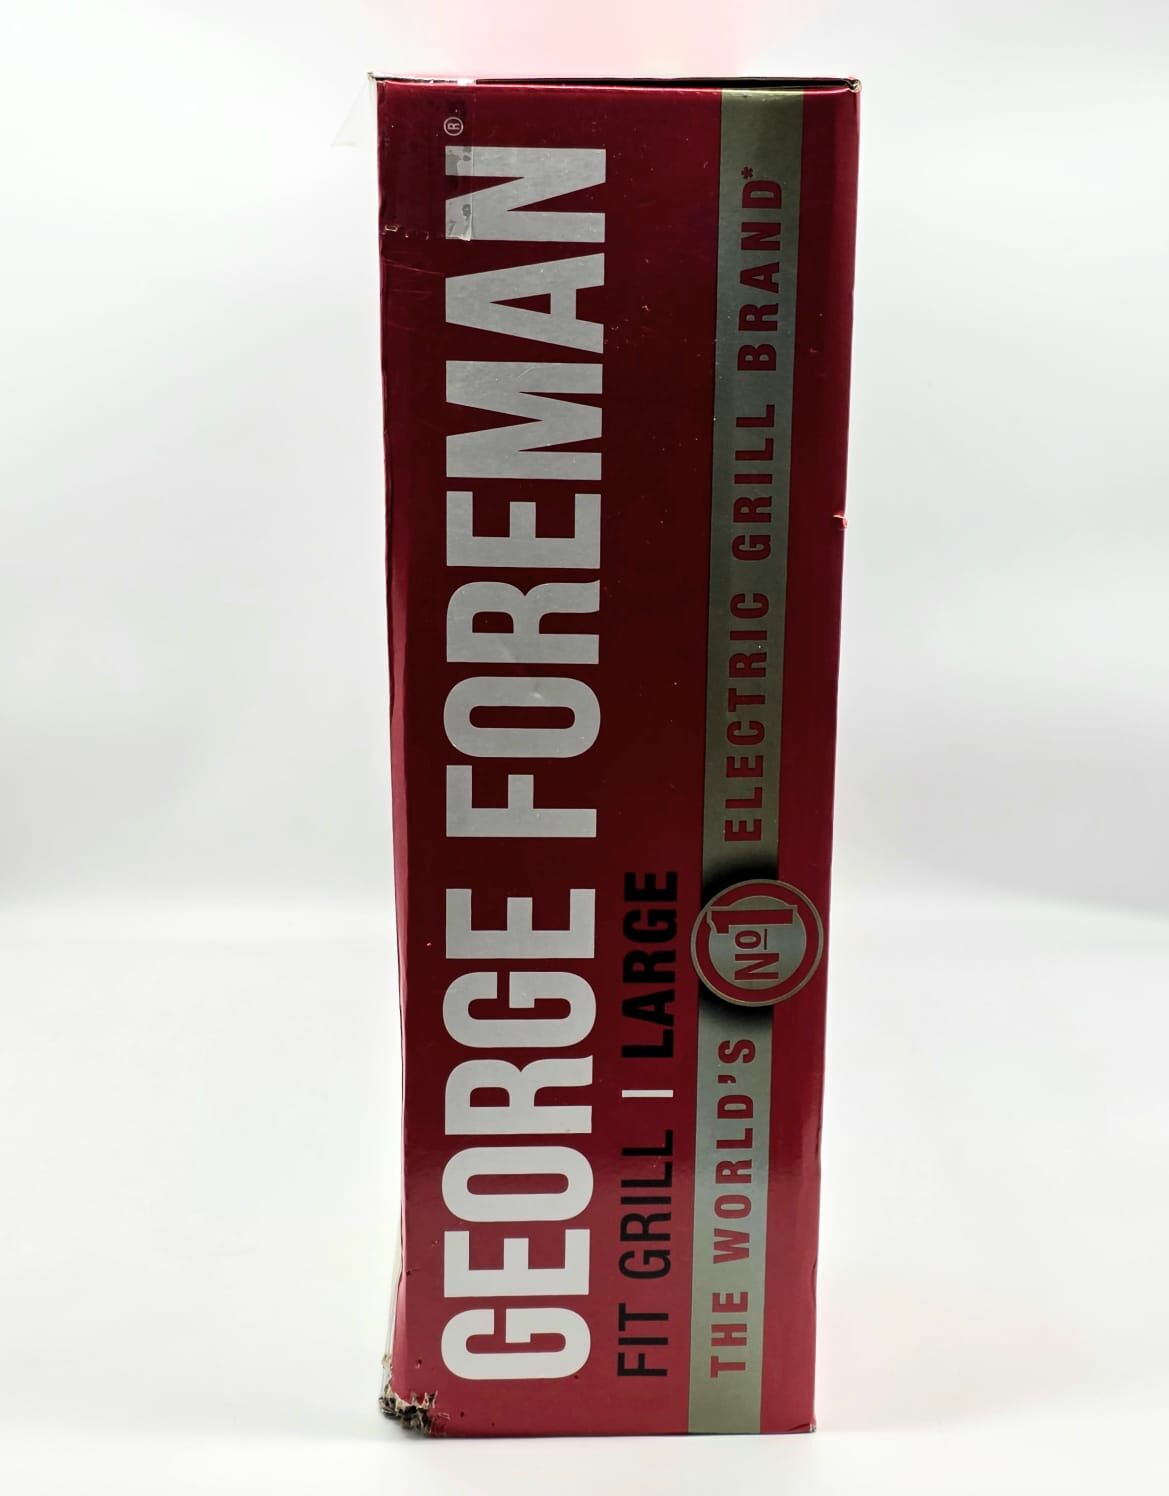 GEORGE FOREMAN®
FIT GRILL | LARGE
THE WORLD'S No1 ELECTRIC GRILL BRAND*